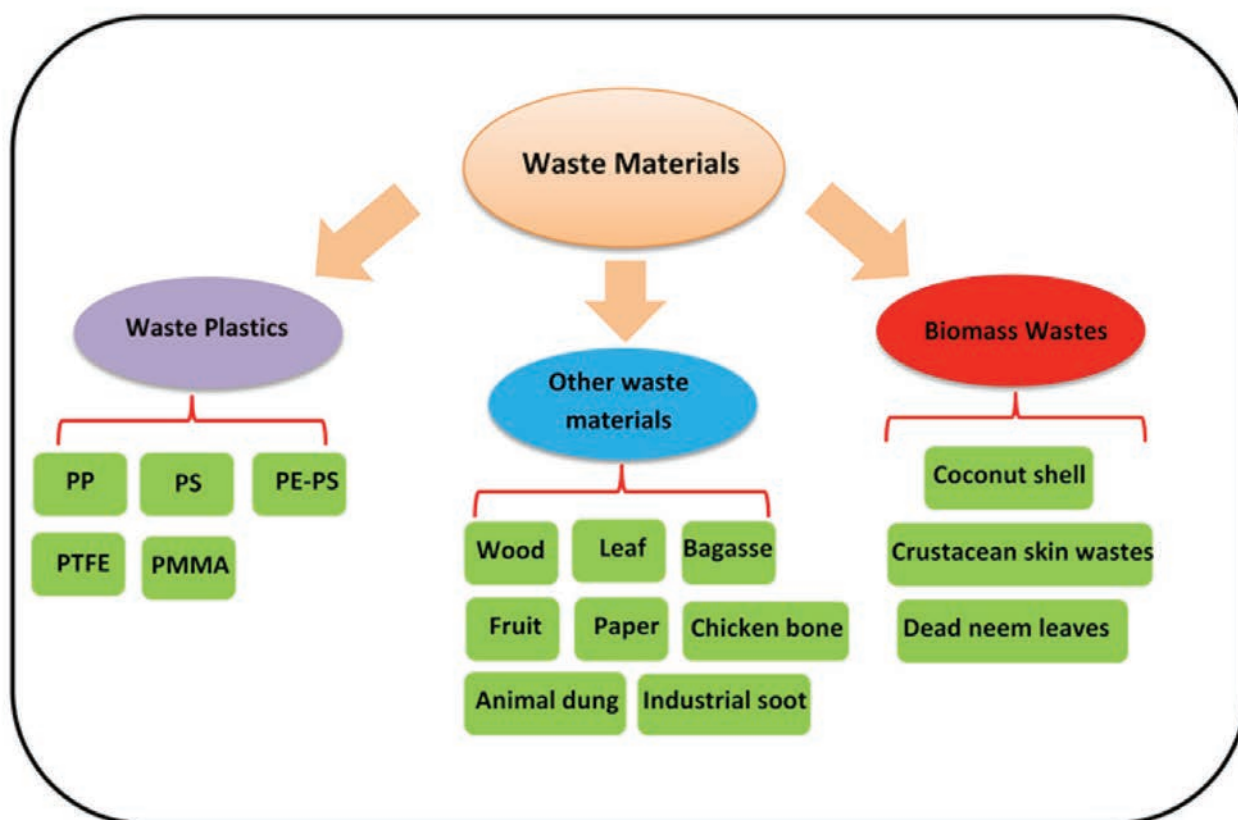 Waste Materials
Waste Plastics
PP
PS
PE-PS
PTFE
PMMA
Other waste
materials
Wood
Leaf
Bagasse
Fruit
Paper
Chicken bone
Animal dung
Industrial soot
Biomass Wastes
Coconut shell
Crustacean skin wastes
Dead neem leaves